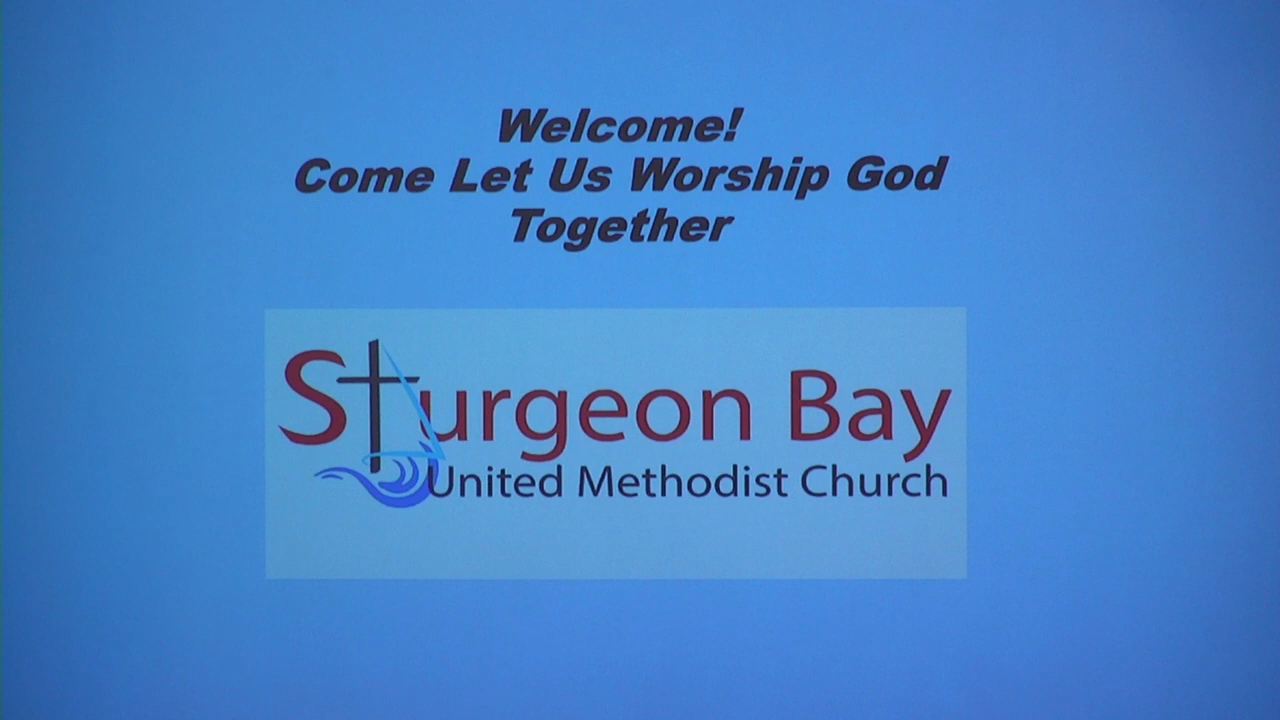 Welcome!
Come Let Us Worship God
Together
Sturgeon Bay
United Methodist Church